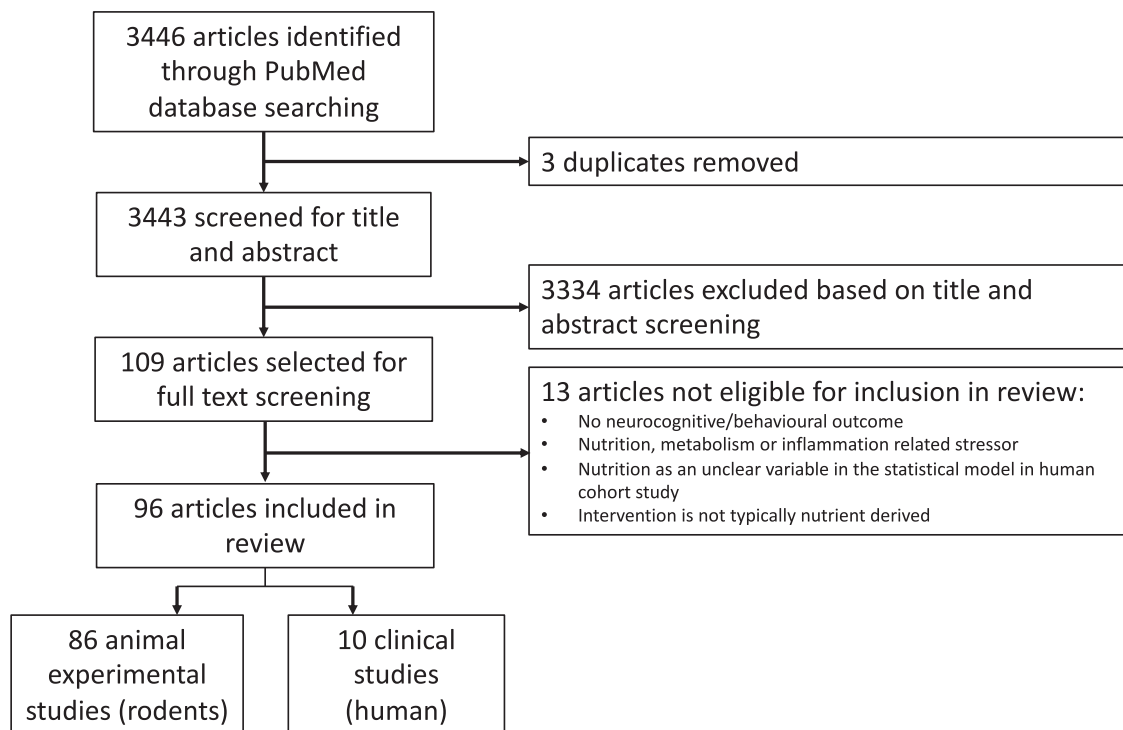 3446 articles identified
through PubMed
database searching
3 duplicates removed
3443 screened for title
and abstract
3334 articles excluded based on title and
abstract screening
109 articles selected for
full text screening
13 articles not eligible for inclusion in review:
• No neurocognitive/behavioural outcome
• Nutrition, metabolism or inflammation related stressor
• Nutrition as an unclear variable in the statistical model in human
cohort study
• Intervention is not typically nutrient derived
96 articles included in
review
86 animal
experimental
studies (rodents)
10 clinical
studies
(human)